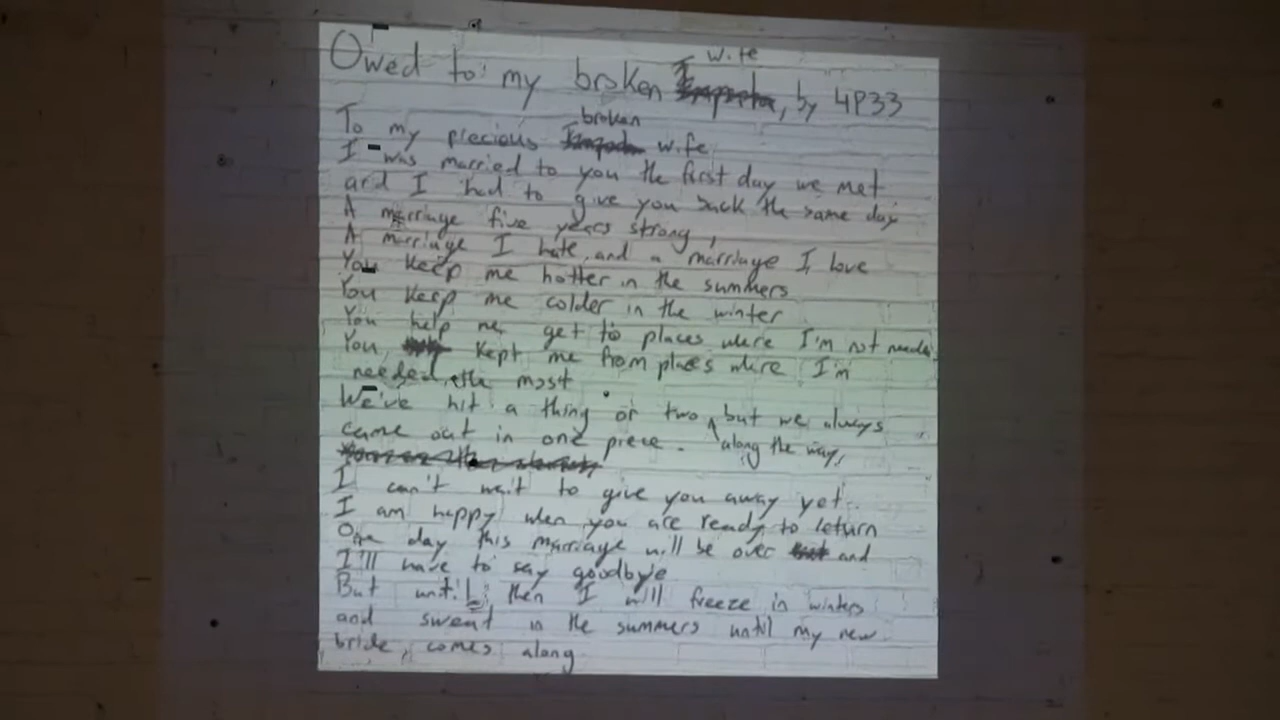 Owed to my broken wife, by 4P33
To my precious broken wife
I was married to you the first day we met
and I had to give you back the same day
A marriage five years strong,
A marriage I hate and a marriage I love
You keep me hotter in the summers
You keep me colder in the winter
You help me get to places where I'm not needed
You kept me from places where I'm
needed the most
We've hit a thing or two along the way, but we always
came out in one piece.
I can't wait to give you away yet
I am happy when you are ready to return
One day this marriage will be over and
I'll have to say goodbye
But until then I will freeze in winters
and sweat in the summers until my new
bride, comes along